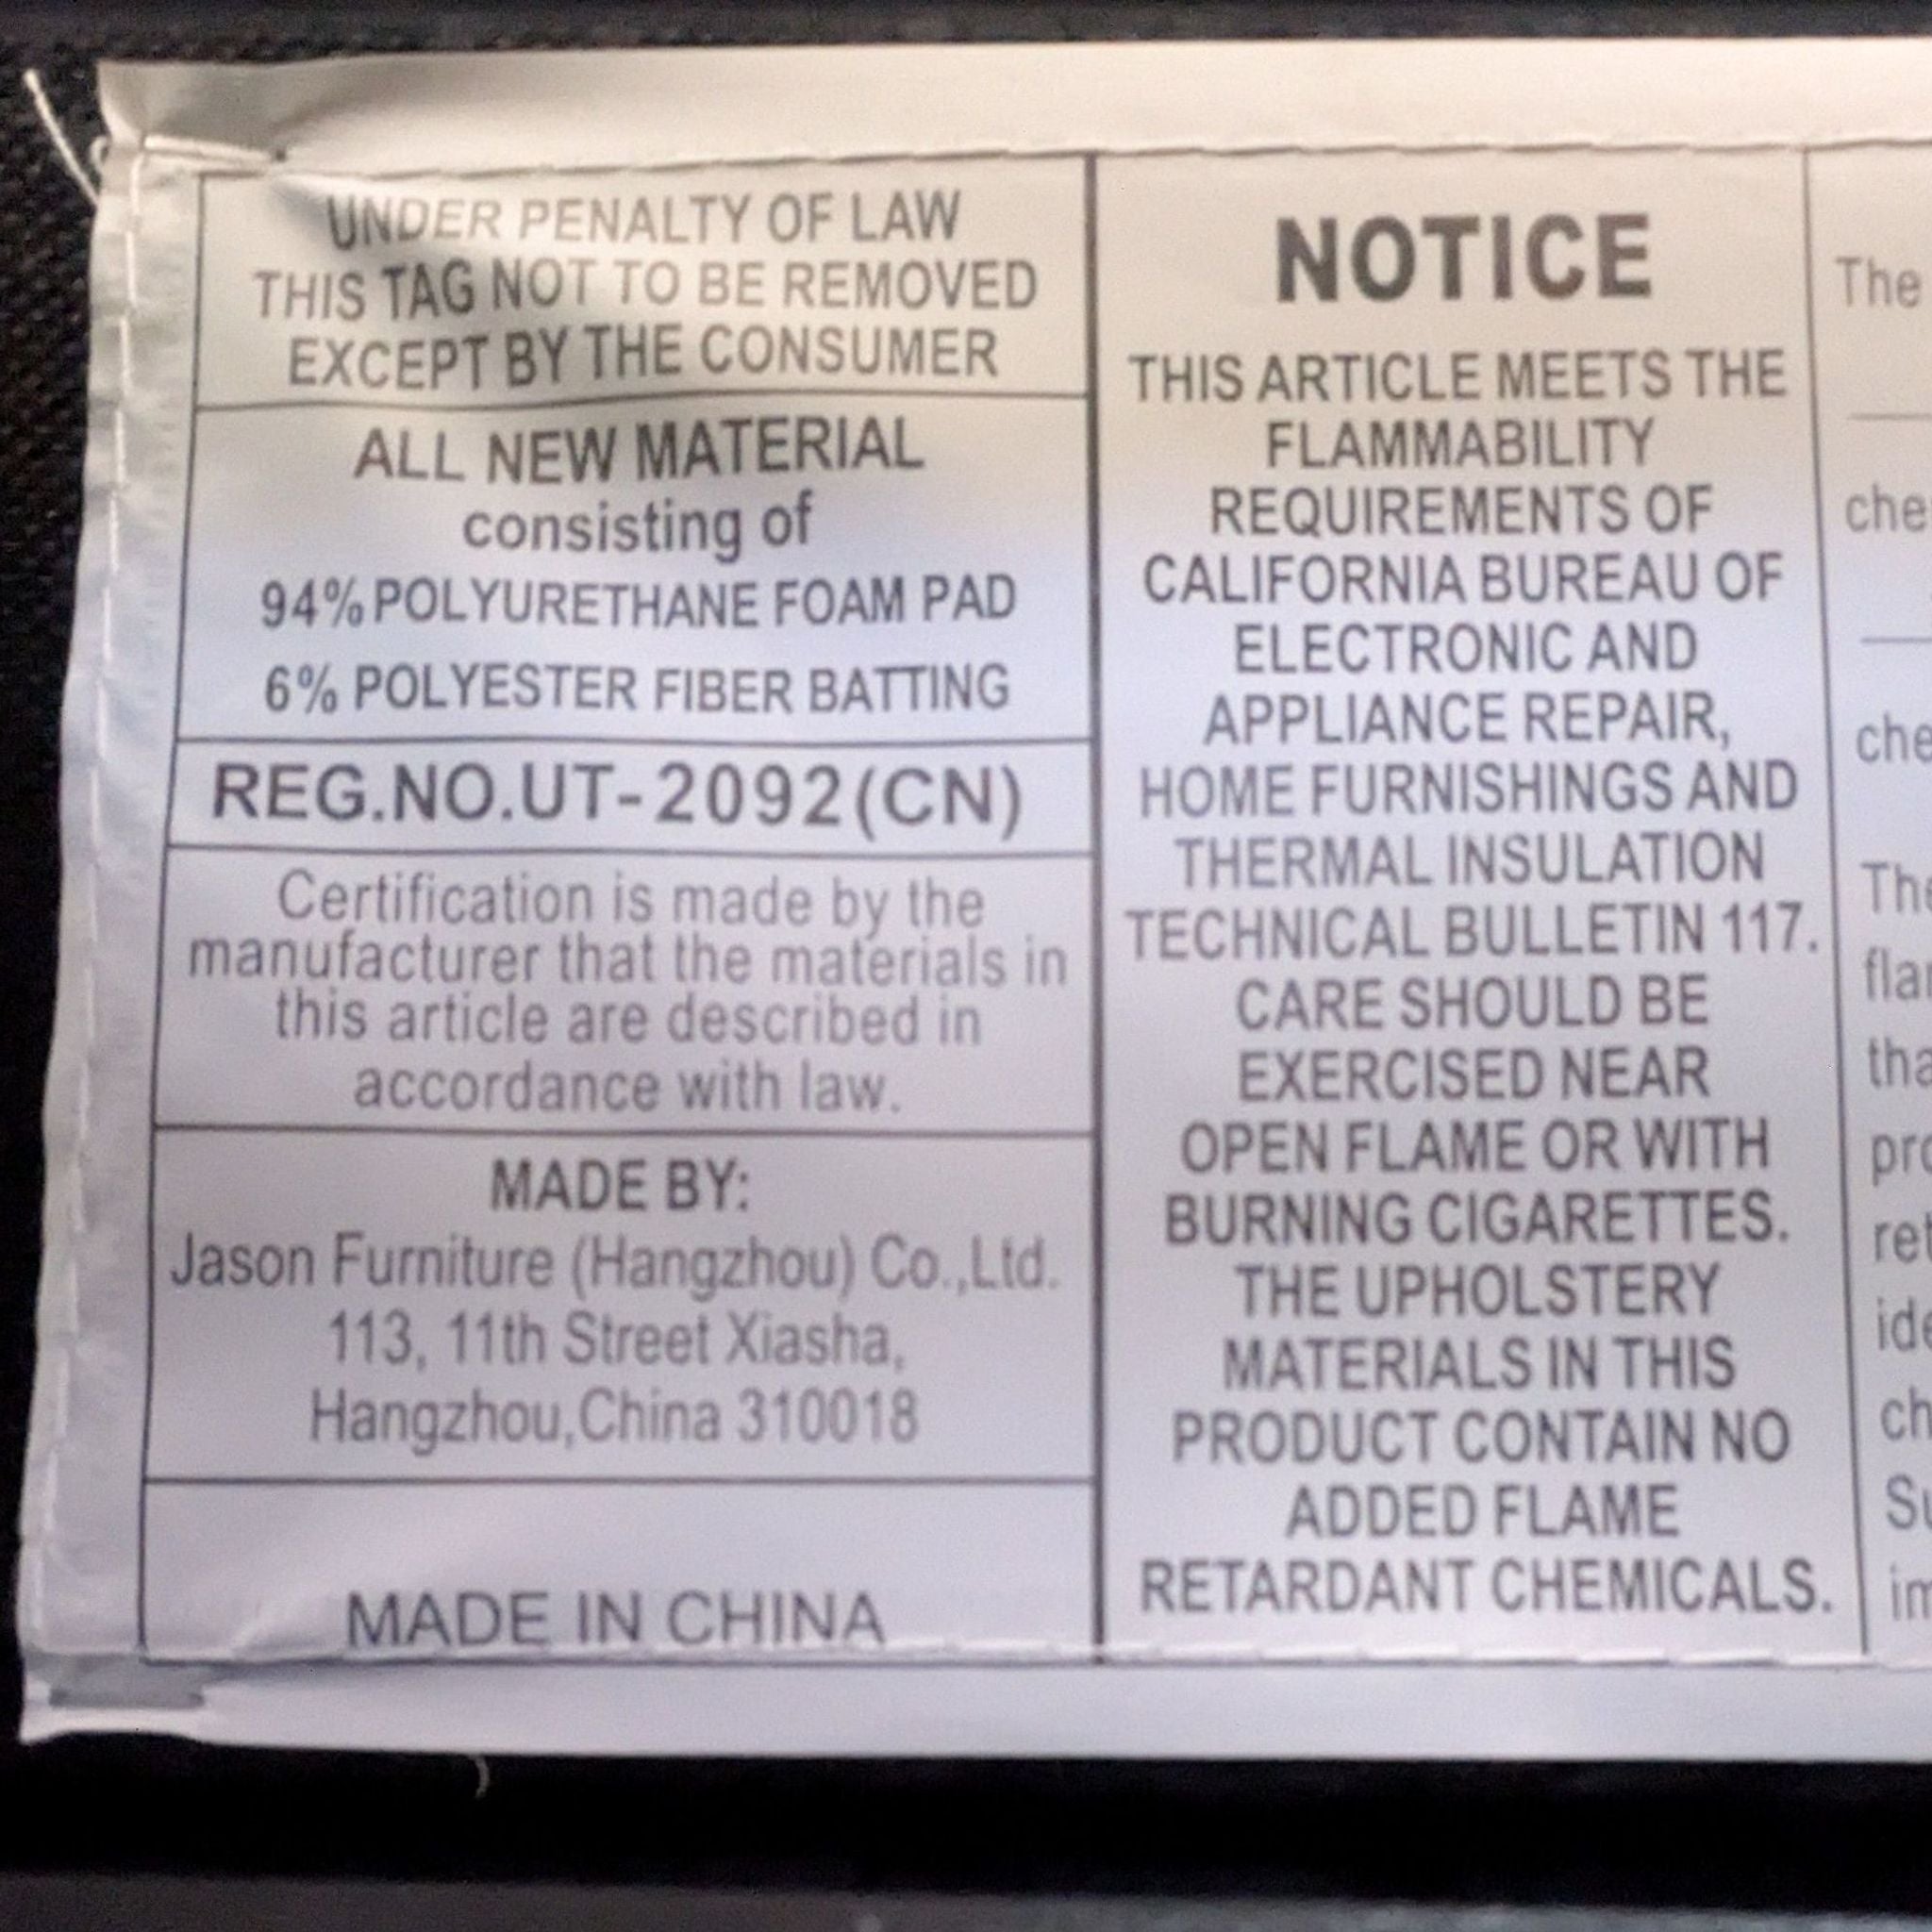 UNDER PENALTY OF LAW
THIS TAG NOT TO BE REMOVED
EXCEPT BY THE CONSUMER
ALL NEW MATERIAL
consisting of
94% POLYURETHANE FOAM PAD
6% POLYESTER FIBER BATTING
REG.NO.UT-2092(CN)
Certification is made by the
manufacturer that the materials in
this article are described in
accordance with law.
MADE BY:
Jason Furniture (Hangzhou) Co.,Ltd.
113, 11th Street Xiasha,
Hangzhou,China 310018
MADE IN CHINA
NOTICE
THIS ARTICLE MEETS THE
FLAMMABILITY
REQUIREMENTS OF
CALIFORNIA BUREAU OF
ELECTRONIC AND
APPLIANCE REPAIR,
HOME FURNISHINGS AND
THERMAL INSULATION
TECHNICAL BULLETIN 117.
CARE SHOULD BE
EXERCISED NEAR
OPEN FLAME OR WITH
BURNING CIGARETTES.
THE UPHOLSTERY
MATERIALS IN THIS
PRODUCT CONTAIN NO
ADDED FLAME
RETARDANT CHEMICALS.
The